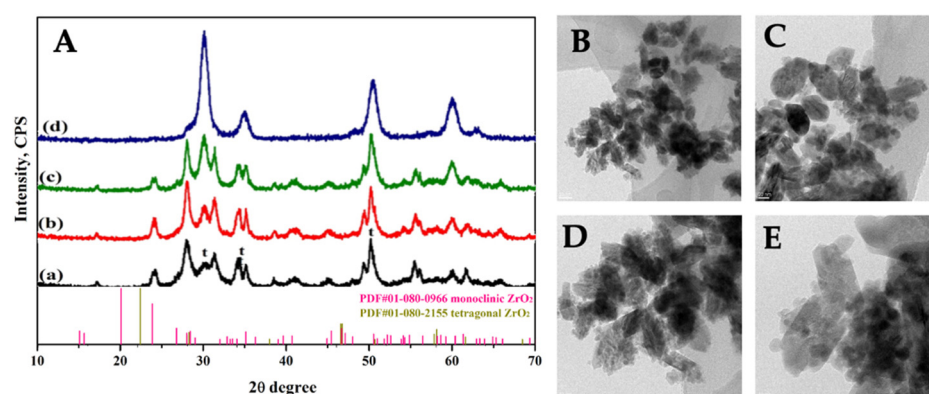 A
(d)
(c)
(b)
(a)
t
t
t
PDF#01-080-0966 monoclinic ZrO₂
PDF#01-080-2155 tetragonal ZrO₂
10
20
30
40
50
60
70
2θ degree
Intensity, CPS
B
C
D
E